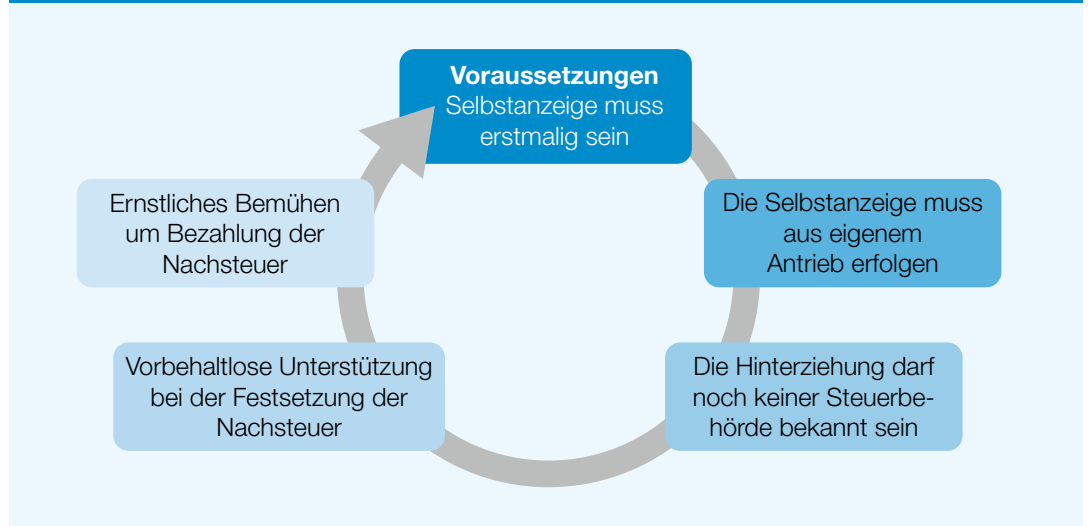 Voraussetzungen
Selbstanzeige muss
erstmalig sein
Die Selbstanzeige muss
aus eigenem
Antrieb erfolgen
Die Hinterziehung darf
noch keiner Steuerbe-
hörde bekannt sein
Vorbehaltlose Unterstützung
bei der Festsetzung der
Nachsteuer
Ernstliches Bemühen
um Bezahlung der
Nachsteuer